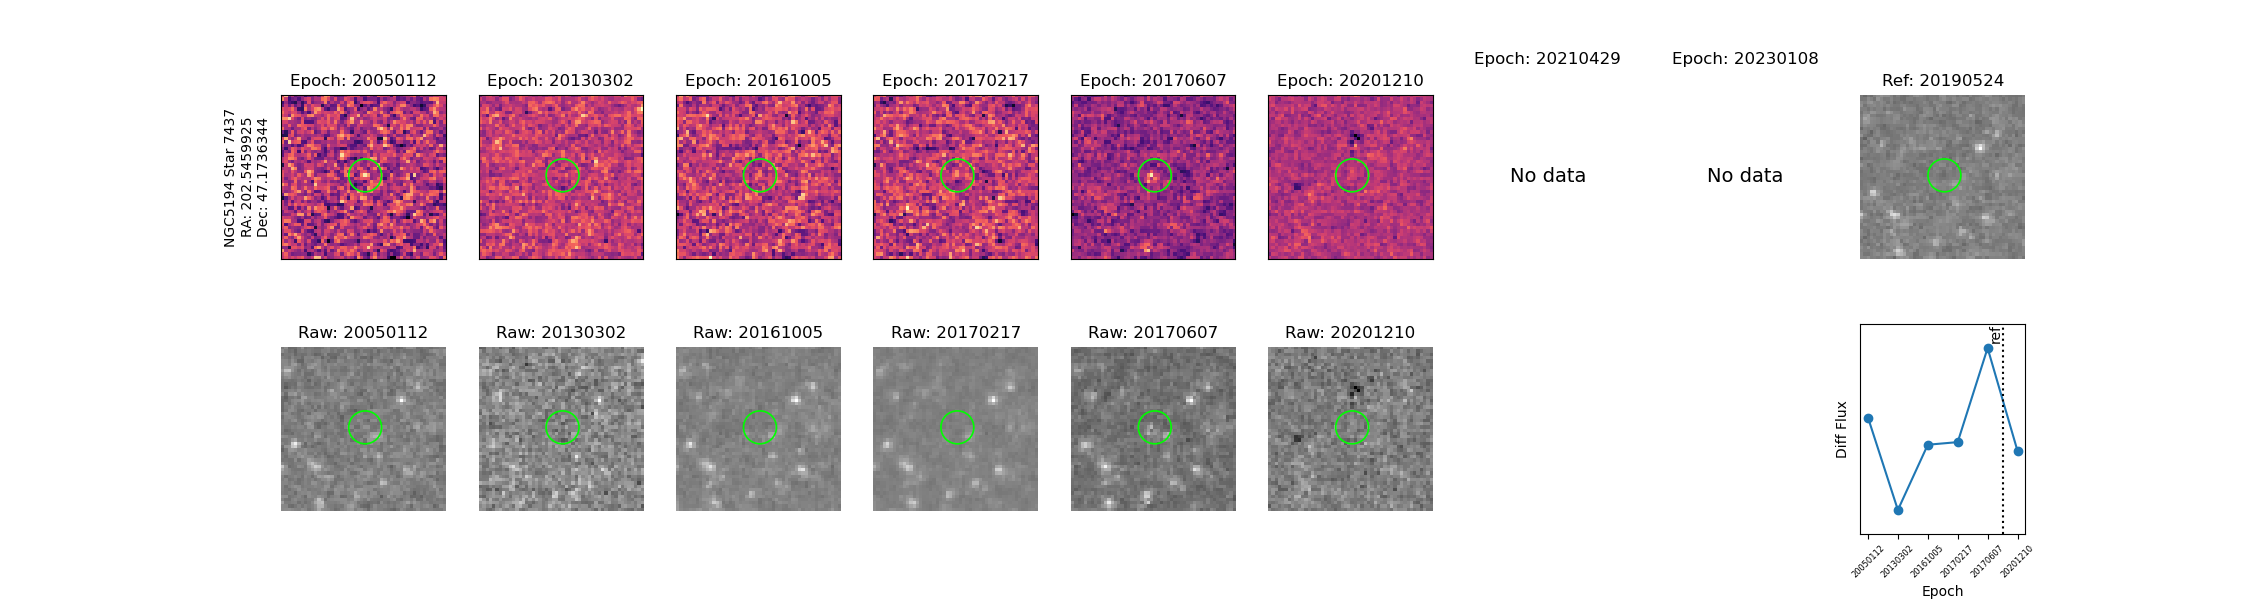 Epoch: 20050112
Epoch: 20130302
Epoch: 20161005
Epoch: 20170217
Epoch: 20170607
Epoch: 20201210
Epoch: 20210429
Epoch: 20230108
Ref: 20190524
NGC5194 Star 7437
RA: 202.5459925
Dec: 47.1736344
No data
No data
Raw: 20050112
Raw: 20130302
Raw: 20161005
Raw: 20170217
Raw: 20170607
Raw: 20201210
ref
Diff Flux
20050112
20130302
20161005
20170217
20170607
20201210
Epoch